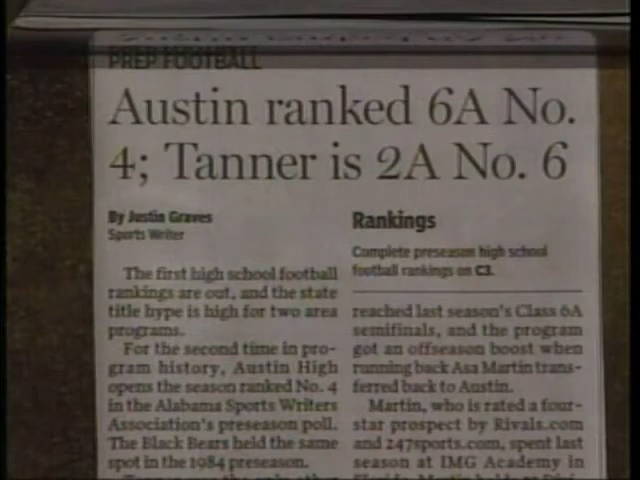 PREP FOOTBALL
Austin ranked 6A No.
4; Tanner is 2A No. 6
By Justin Graves
Sports Writer
The first high school football
rankings are out, and the state
title hype is high for two area
programs.
For the second time in pro-
gram history, Austin High
opens the season ranked No. 4
in the Alabama Sports Writers
Association's preseason poll.
The Black Bears held the same
spot in the 1984 preseason.
Rankings
Complete preseason high school
football rankings on C3.
reached last season's Class 6A
semifinals, and the program
got an offseason boost when
running back Asa Martin trans-
ferred back to Austin.
Martin, who is rated a four-
star prospect by Rivals.com
and 247sports.com, spent last
season at IMG Academy in